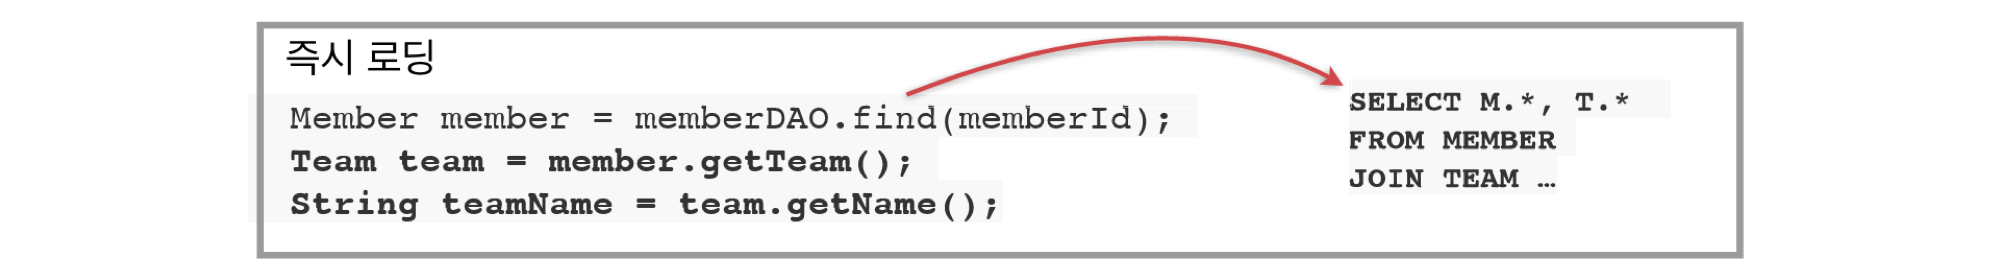 즉시 로딩
Member member = memberDAO.find(memberId);
Team team = member.getTeam();
String teamName = team.getName();
SELECT M.*, T.*
FROM MEMBER
JOIN TEAM …